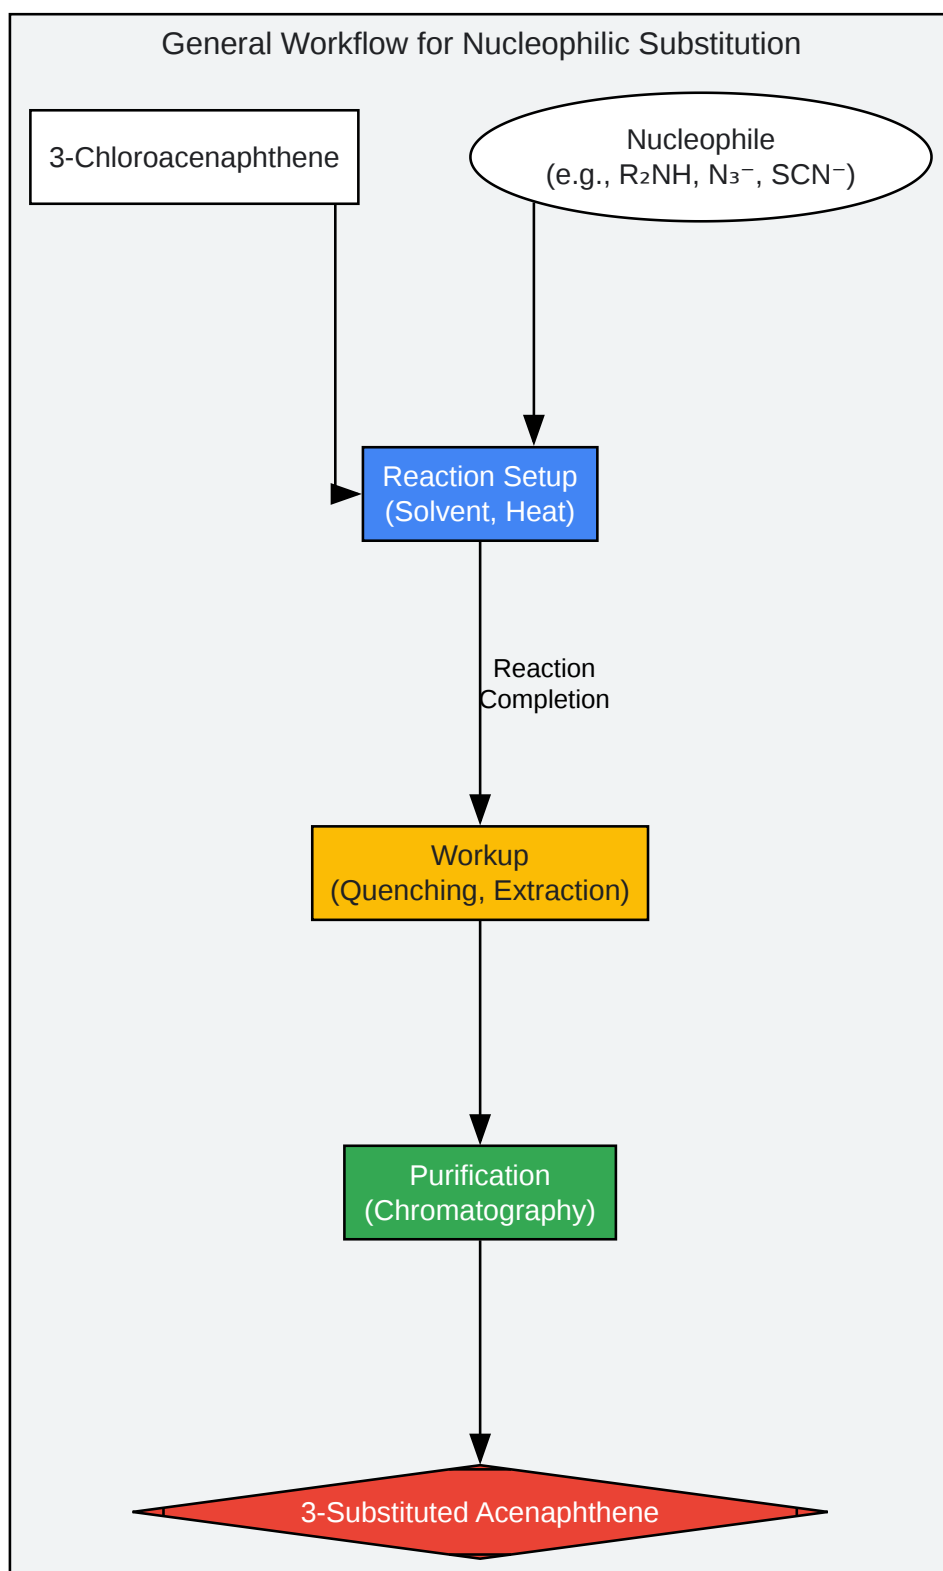 General Workflow for Nucleophilic Substitution
3-Chloroacenaphthene
Nucleophile
(e.g., R₂NH, N₃⁻, SCN⁻)
Reaction Setup
(Solvent, Heat)
Reaction
Completion
Workup
(Quenching, Extraction)
Purification
(Chromatography)
3-Substituted Acenaphthene